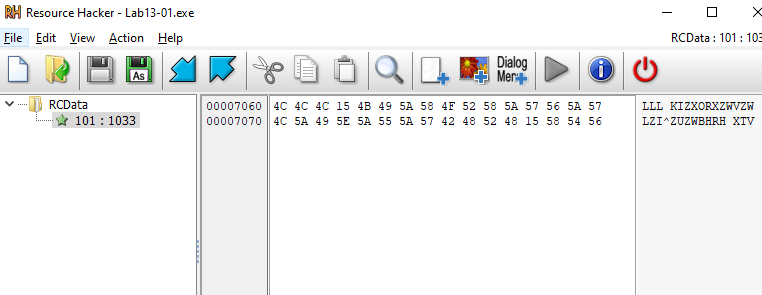 Resource Hacker - Lab13-01.exe
File Edit View Action Help
RCData : 101 : 103
As
Dialog
Menu
RCData
101 : 1033
00007060 4C 4C 4C 15 4B 49 5A 58 4F 52 58 5A 57 56 5A 57 LLL KIZXORXZWVZW
00007070 4C 5A 49 5E 5A 55 5A 57 42 48 52 48 15 58 54 56 LZI^ZUZWBHRH XTV